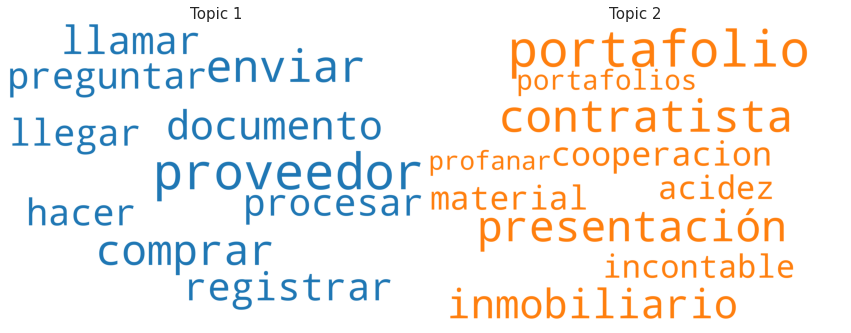 Topic 1
llamar
enviar
preguntar
llegar
documento
proveedor
procesar
hacer
comprar
registrar
Topic 2
portafolio
portafolios
contratista
cooperacion
profanar
acidez
material
presentación
incontable
inmobiliario